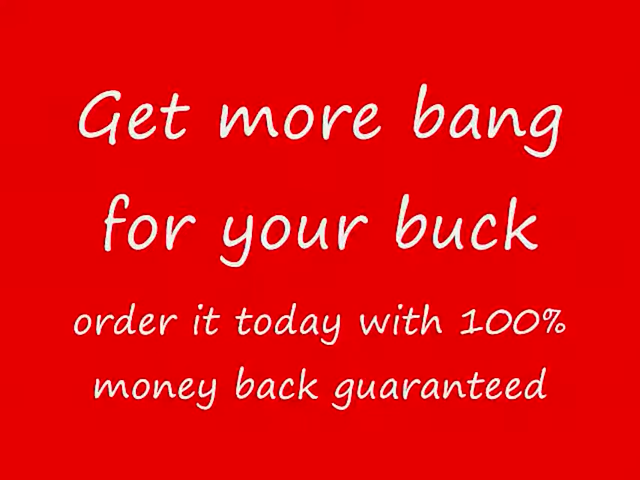 Get more bang
for your buck
order it today with 100%
money back guaranteed